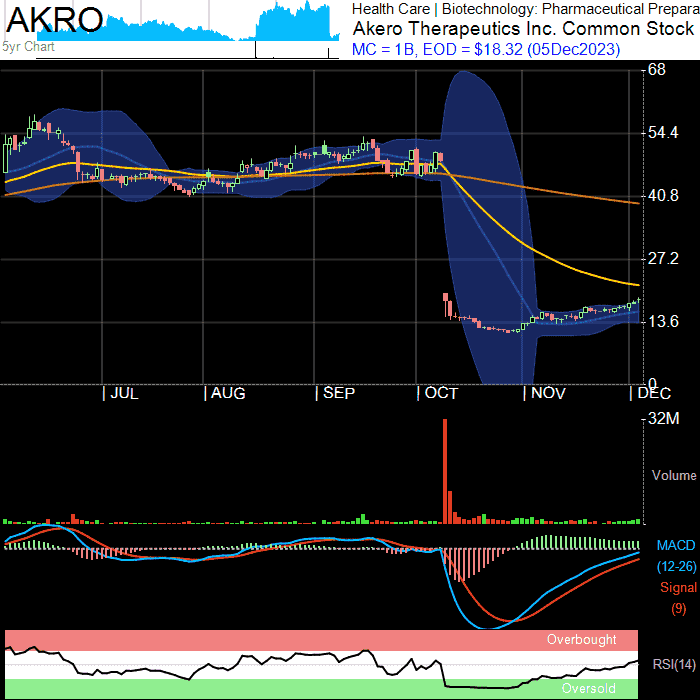 AKRO
5yr Chart
Health Care | Biotechnology: Pharmaceutical Prepara
Akero Therapeutics Inc. Common Stock
MC = 1B, EOD = $18.32 (05Dec2023)
68
54.4
40.8
27.2
13.6
0
| JUL | AUG | SEP | OCT | NOV | DEC
32M
Volume
MACD
(12-26)
Signal
(9)
Overbought
RSI(14)
Oversold